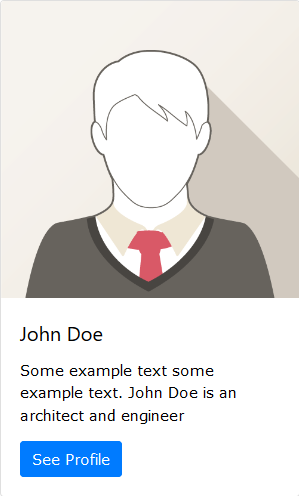 John Doe
Some example text some
example text. John Doe is an
architect and engineer
See Profile